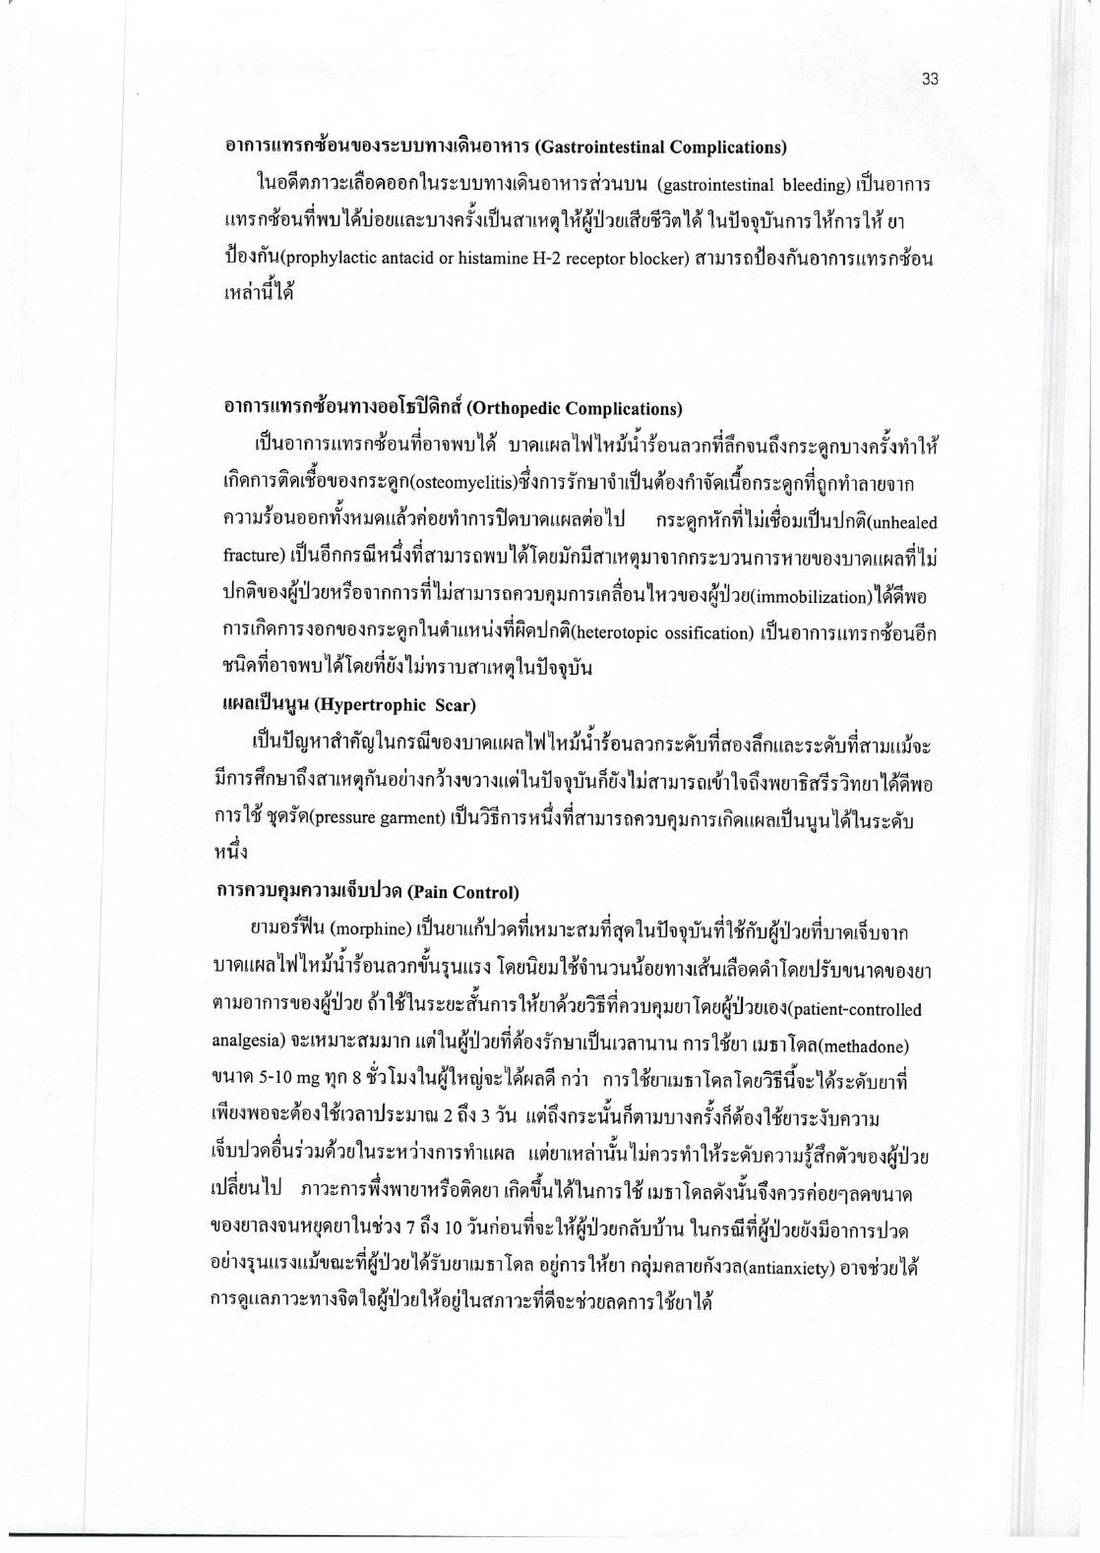 33
อาการแทรกซ้อนของระบบทางเดินอาหาร (Gastrointestinal Complications)
ในอดีตภาวะเลือดออกในระบบทางเดินอาหารส่วนบน (gastrointestinal bleeding) เป็นอาการ
แทรกซ้อนที่พบได้บ่อยและบางครั้งเป็นสาเหตุให้ผู้ป่วยเสียชีวิตได้ ในปัจจุบันการให้การให้ ยา
ป้องกัน(prophylactic antacid or histamine H-2 receptor blocker) สามารถป้องกันอาการแทรกซ้อน
เหล่านี้ได้
อาการแทรกซ้อนทางออโธปิดิกส์ (Orthopedic Complications)
เป็นอาการแทรกซ้อนที่อาจพบได้ บาดแผลไฟไหม้น้ำร้อนลวกที่ลึกจนถึงกระดูกบางครั้งทำให้
เกิดการติดเชื้อของกระดูก(osteomyelitis)ซึ่งการรักษาจำเป็นต้องกำจัดเนื้อกระดูกที่ถูกทำลายจาก
ความร้อนออกทั้งหมดแล้วค่อยทำการปิดบาดแผลต่อไป กระดูกหักที่ไม่เชื่อมเป็นปกติ(unhealed
fracture) เป็นอีกกรณีหนึ่งที่สามารถพบได้โดยมักมีสาเหตุมาจากกระบวนการหายของบาดแผลที่ไม่
ปกติของผู้ป่วยหรือจากการที่ไม่สามารถควบคุมการเคลื่อนไหวของผู้ป่วย(immobilization)ได้ดีพอ
การเกิดการงอกของกระดูกในตำแหน่งที่ผิดปกติ(heterotopic ossification) เป็นอาการแทรกซ้อนอีก
ชนิดที่อาจพบได้โดยที่ยังไม่ทราบสาเหตุในปัจจุบัน
แผลเป็นนูน (Hypertrophic Scar)
เป็นปัญหาสำคัญในกรณีของบาดแผลไฟไหม้น้ำร้อนลวกระดับที่สองลึกและระดับที่สามแม้จะ
มีการศึกษาถึงสาเหตุกันอย่างกว้างขวางแต่ในปัจจุบันก็ยังไม่สามารถเข้าใจถึงพยาธิสรีรวิทยาได้ดีพอ
การใช้ ชุดรัด(pressure garment) เป็นวิธีการหนึ่งที่สามารถควบคุมการเกิดแผลเป็นนูนได้ในระดับ
หนึ่ง
การควบคุมความเจ็บปวด (Pain Control)
ยามอร์ฟีน (morphine) เป็นยาแก้ปวดที่เหมาะสมที่สุดในปัจจุบันที่ใช้กับผู้ป่วยที่บาดเจ็บจาก
บาดแผลไฟไหม้น้ำร้อนลวกขั้นรุนแรง โดยนิยมใช้จำนวนน้อยทางเส้นเลือดดำโดยปรับขนาดของยา
ตามอาการของผู้ป่วย ถ้าใช้ในระยะสั้นการให้ยาด้วยวิธีที่ควบคุมยาโดยผู้ป่วยเอง(patient-controlled
analgesia) จะเหมาะสมมาก แต่ในผู้ป่วยที่ต้องรักษาเป็นเวลานาน การใช้ยา เมธาโดล(methadone)
ขนาด 5-10 mg ทุก 8 ชั่วโมงในผู้ใหญ่จะได้ผลดี กว่า การใช้ยาเมธาโดลโดยวิธีนี้จะได้ระดับยาที่
เพียงพอจะต้องใช้เวลาประมาณ 2 ถึง 3 วัน แต่ถึงกระนั้นก็ตามบางครั้งก็ต้องใช้ยาระงับความ
เจ็บปวดอื่นร่วมด้วยในระหว่างการทำแผล แต่ยาเหล่านั้นไม่ควรทำให้ระดับความรู้สึกตัวของผู้ป่วย
เปลี่ยนไป ภาวะการพึ่งพายาหรือติดยา เกิดขึ้นได้ในการใช้ เมธาโดลดังนั้นจึงควรค่อยๆลดขนาด
ของยาลงจนหยุดยาในช่วง 7 ถึง 10 วันก่อนที่จะให้ผู้ป่วยกลับบ้าน ในกรณีที่ผู้ป่วยยังมีอาการปวด
อย่างรุนแรงแม้ขณะที่ผู้ป่วยได้รับยาเมธาโดล อยู่การให้ยา กลุ่มคลายกังวล(antianxiety) อาจช่วยได้
การดูแลภาวะทางจิตใจผู้ป่วยให้อยู่ในสภาวะที่ดีจะช่วยลดการใช้ยาได้